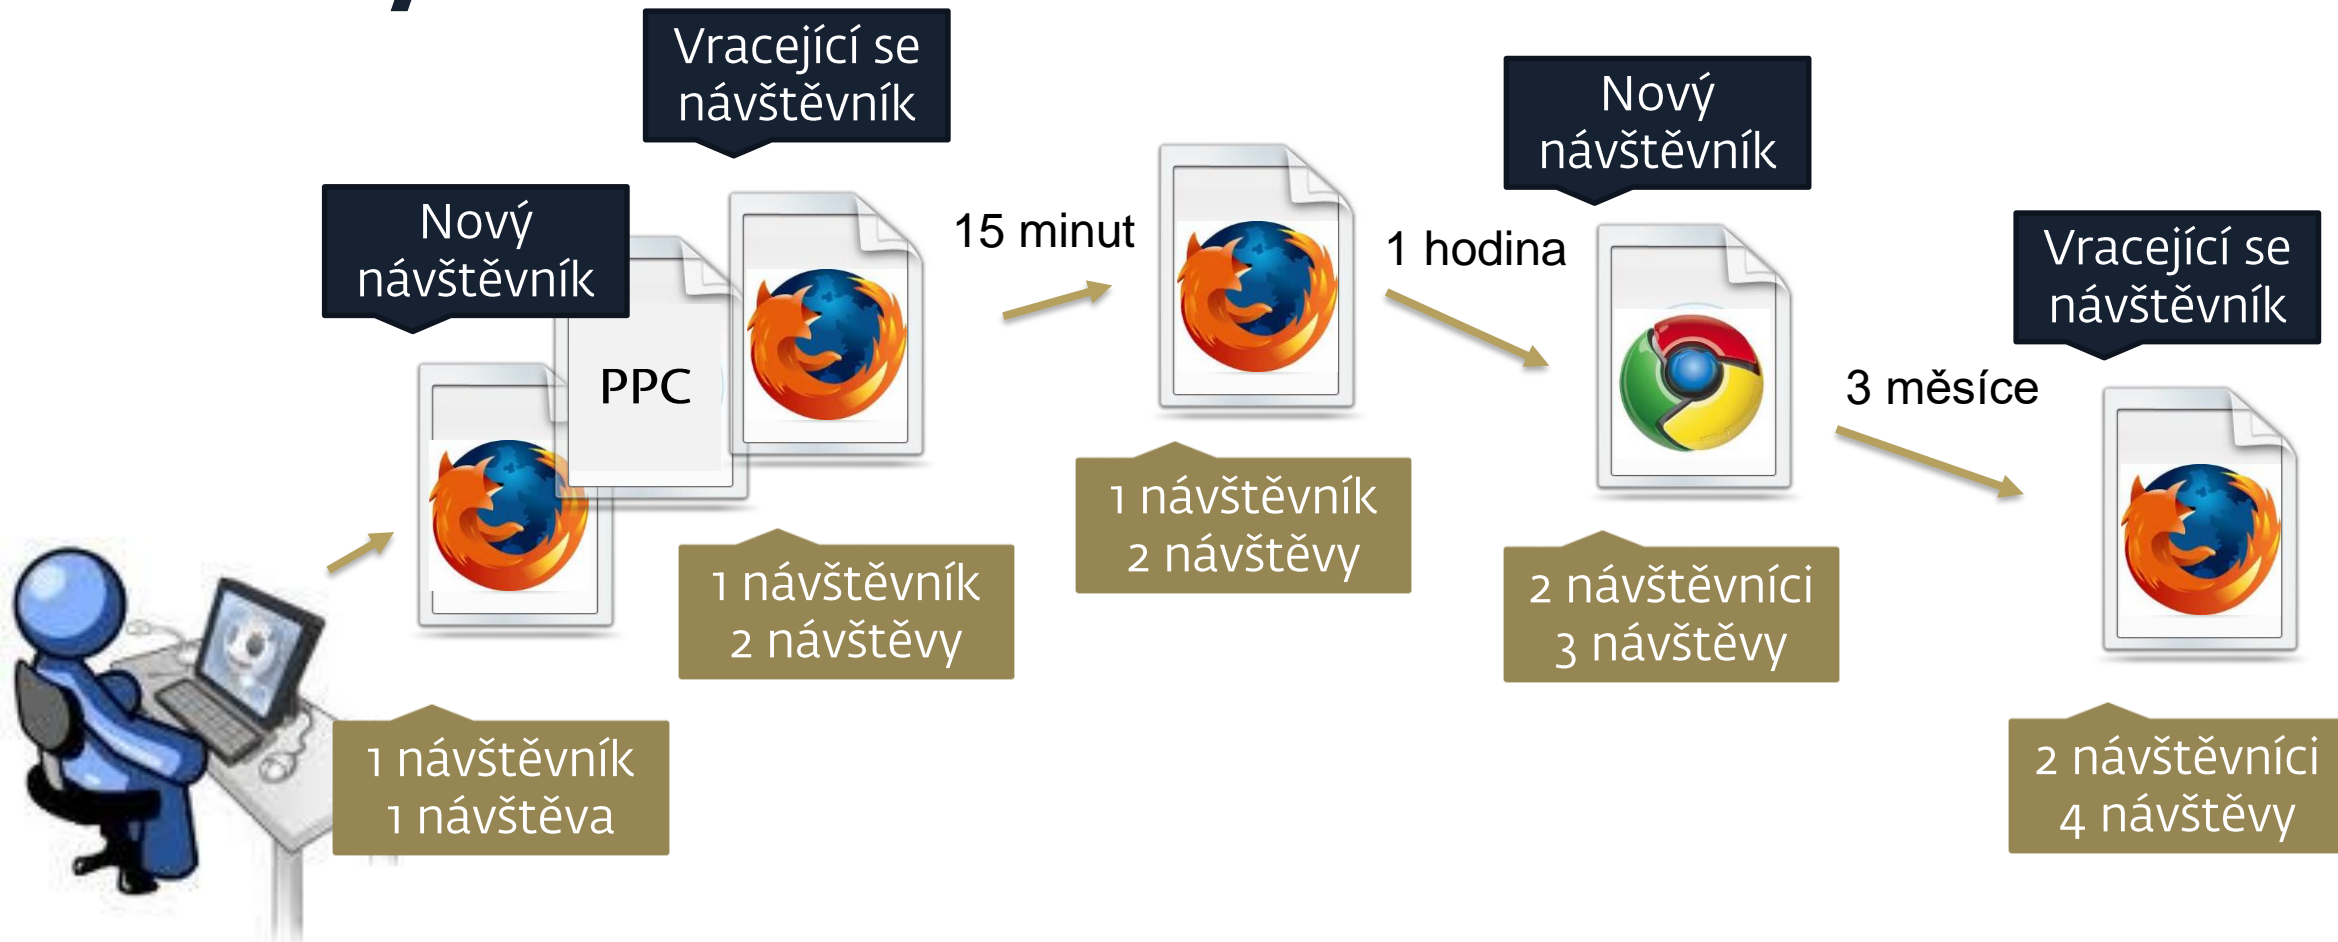 Vracející se
návštěvník
Nový
návštěvník
Nový
návštěvník
15 minut
1 hodina
Vracející se
návštěvník
PPC
3 měsíce
1 návštěvník
2 návštěvy
1 návštěvník
2 návštěvy
2 návštěvníci
3 návštěvy
1 návštěvník
1 návštěva
2 návštěvníci
4 návštěvy